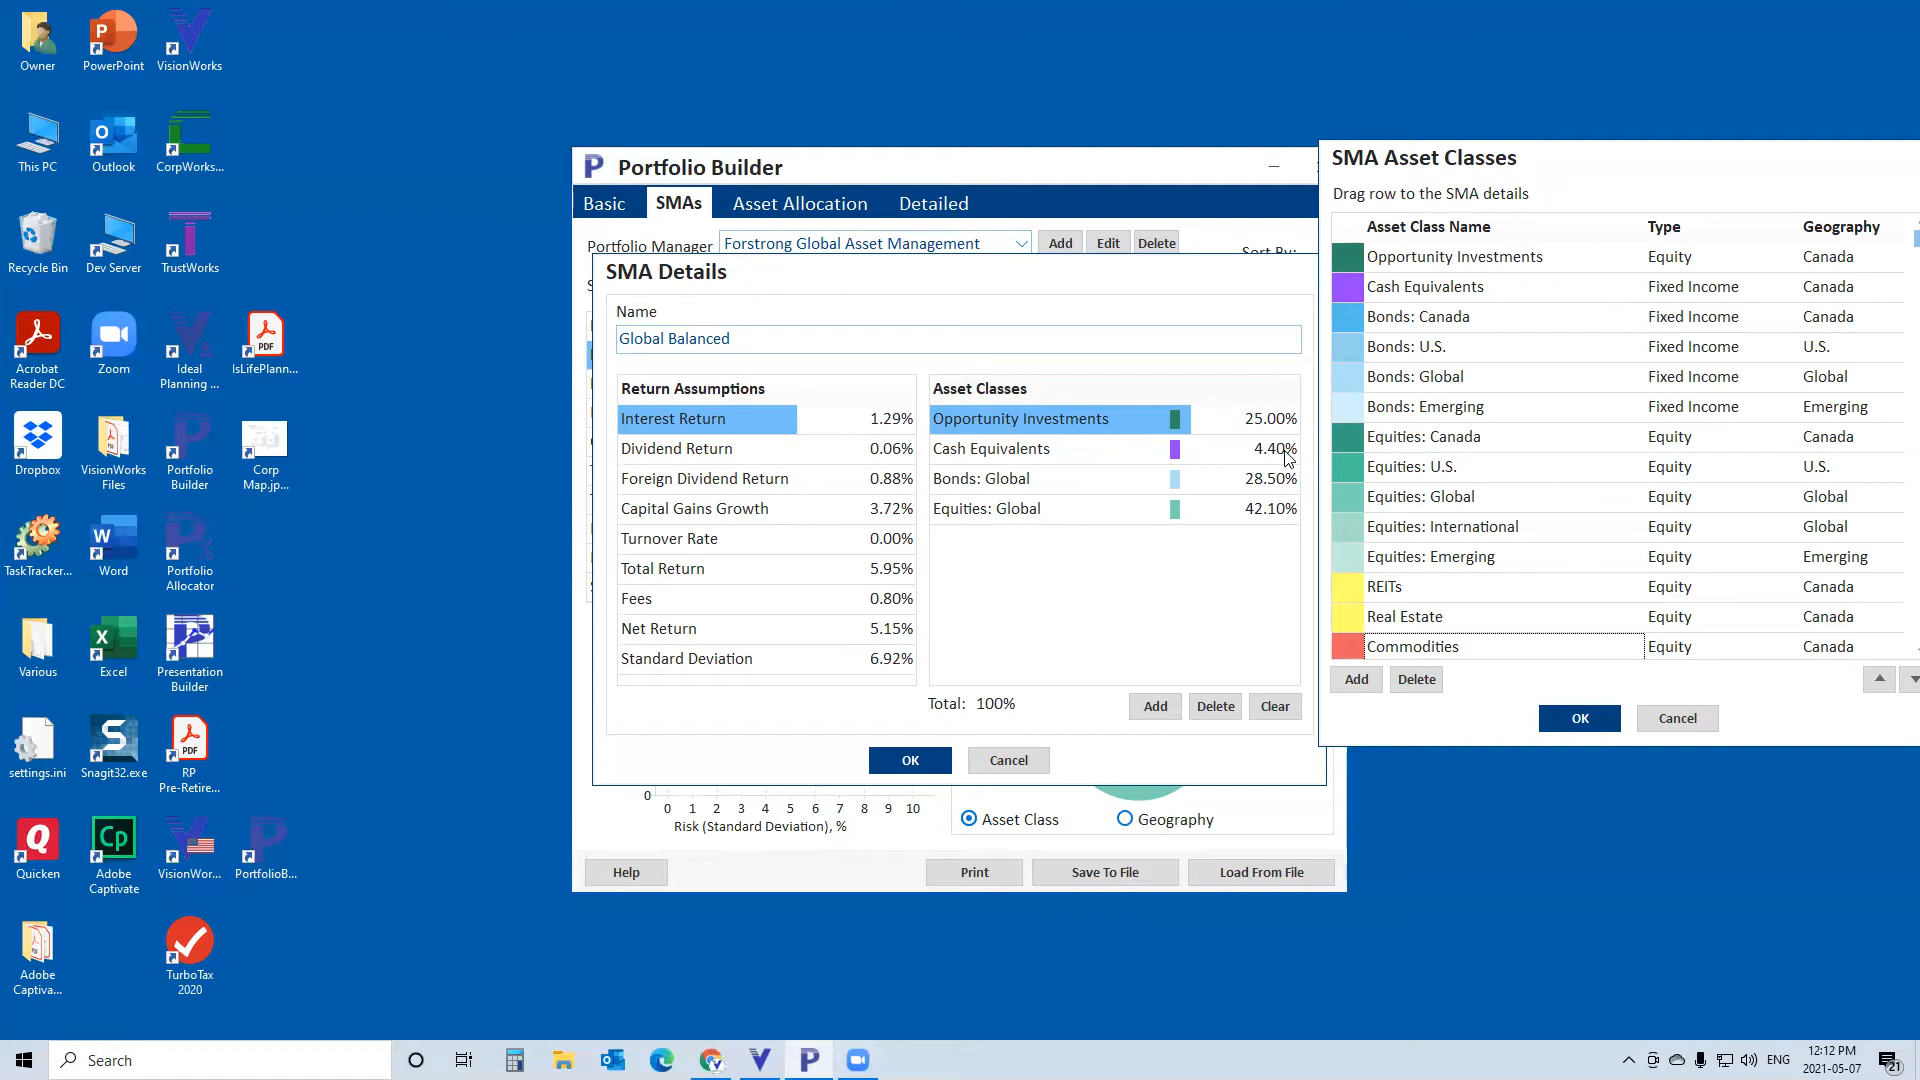 Owner
PowerPoint
VisionWorks
This PC
Outlook
CorpWorks...
Recycle Bin
Dev Server
TrustWorks
Acrobat
Reader DC
Zoom
Ideal
Planning ...
IsLifePlann...
PDF
Dropbox
VisionWorks
Files
Portfolio
Builder
Corp
Map.jp...
TaskTracker...
Word
Portfolio
Allocator
Various
Excel
Presentation
Builder
settings.ini
Snagit32.exe
PDF
RP
Pre-Retire...
Quicken
Adobe
Captivate
VisionWor...
PortfolioB...
Adobe
Captiva...
TurboTax
2020
Portfolio Builder
Basic SMAs Asset Allocation Detailed
Portfolio Manager Forstrong Global Asset Management Add Edit Delete
Sort By:
SMA Details
Name
Global Balanced
Return Assumptions
Interest Return 1.29%
Dividend Return 0.06%
Foreign Dividend Return 0.88%
Capital Gains Growth 3.72%
Turnover Rate 0.00%
Total Return 5.95%
Fees 0.80%
Net Return 5.15%
Standard Deviation 6.92%
Asset Classes
Opportunity Investments 25.00%
Cash Equivalents 4.40%
Bonds: Global 28.50%
Equities: Global 42.10%
Total: 100%
Add Delete Clear
OK Cancel
0
0 1 2 3 4 5 6 7 8 9 10
Risk (Standard Deviation), %
Asset Class Geography
Help Print Save To File Load From File
SMA Asset Classes
Drag row to the SMA details
Asset Class Name Type Geography
Opportunity Investments Equity Canada
Cash Equivalents Fixed Income Canada
Bonds: Canada Fixed Income Canada
Bonds: U.S. Fixed Income U.S.
Bonds: Global Fixed Income Global
Bonds: Emerging Fixed Income Emerging
Equities: Canada Equity Canada
Equities: U.S. Equity U.S.
Equities: Global Equity Global
Equities: International Equity Global
Equities: Emerging Equity Emerging
REITs Equity Canada
Real Estate Equity Canada
Commodities Equity Canada
Add Delete
OK Cancel
Search
ENG
12:12 PM
2021-05-07
21